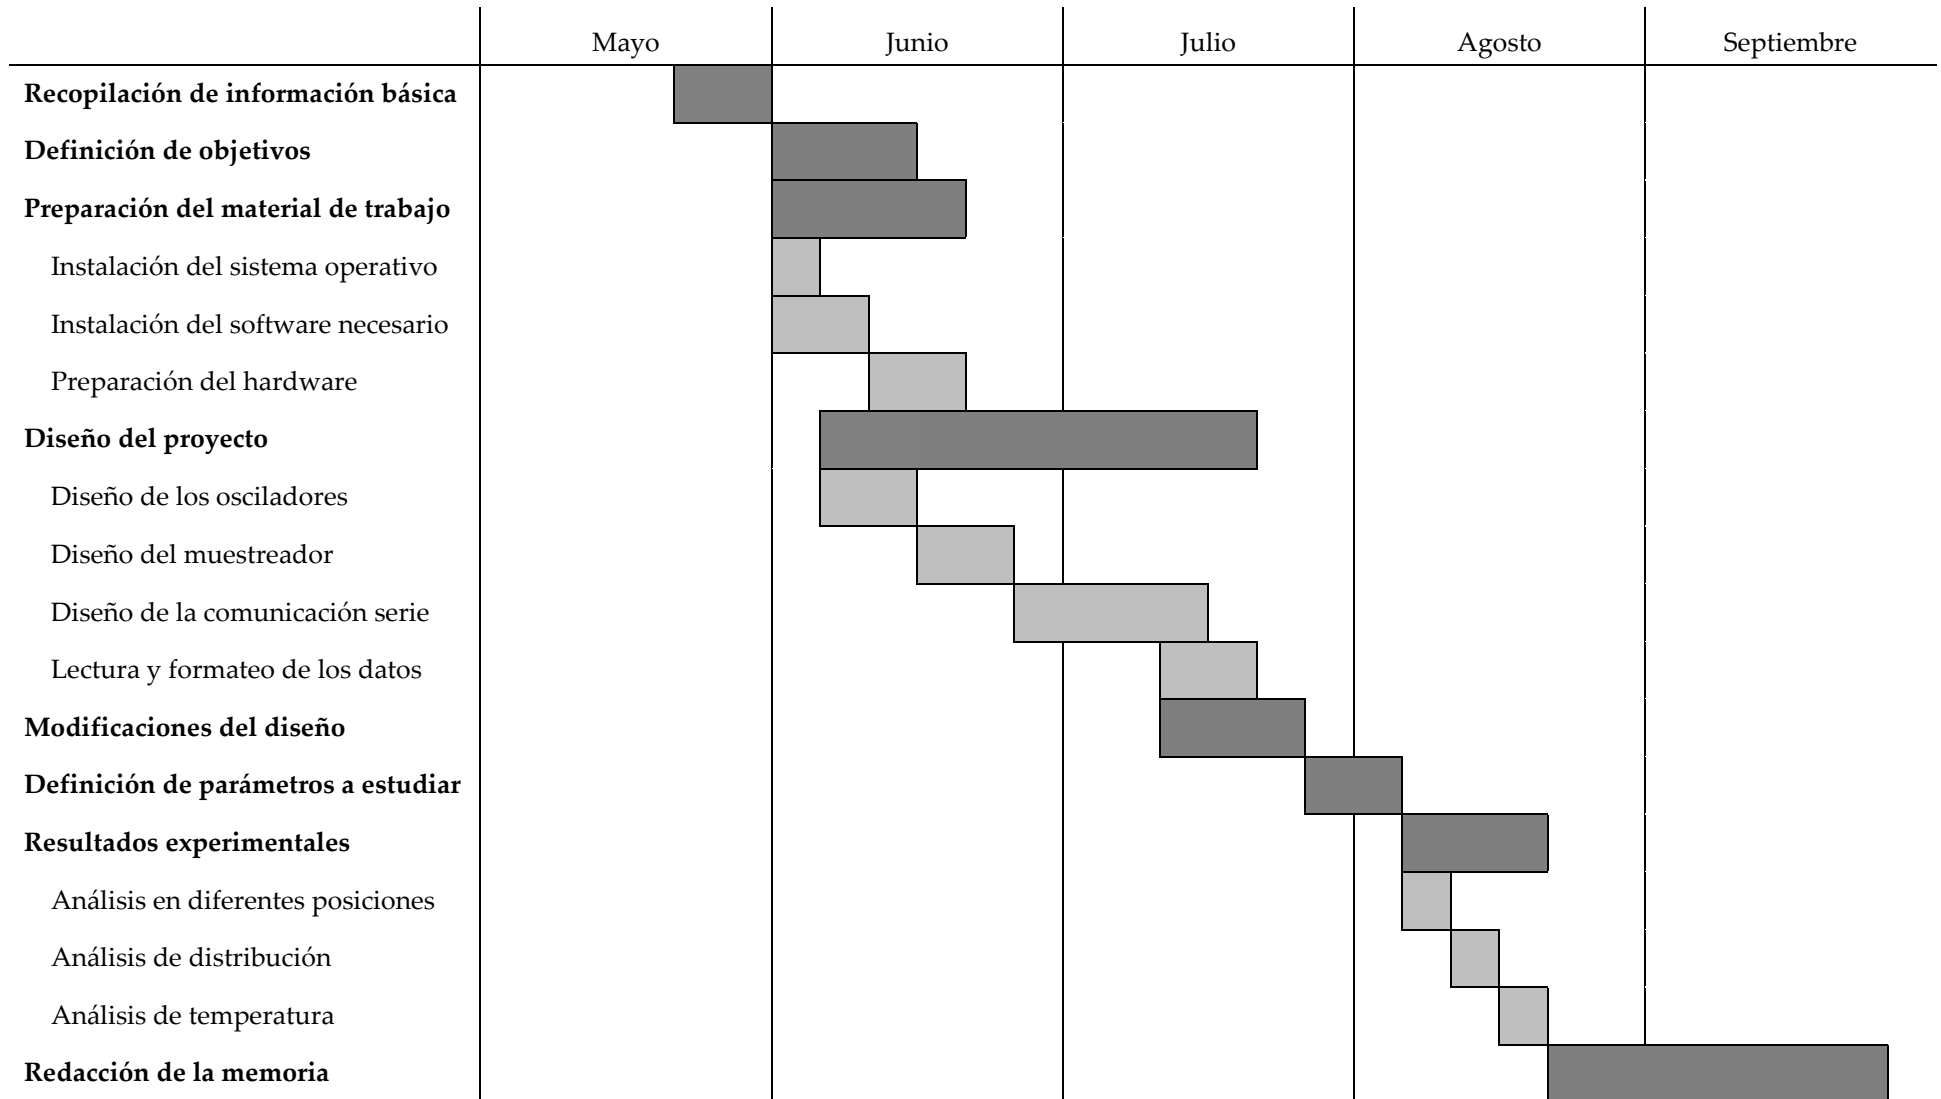 Mayo Junio Julio Agosto Septiembre
Recopilación de información básica
Definición de objetivos
Preparación del material de trabajo
Instalación del sistema operativo
Instalación del software necesario
Preparación del hardware
Diseño del proyecto
Diseño de los osciladores
Diseño del muestreador
Diseño de la comunicación serie
Lectura y formateo de los datos
Modificaciones del diseño
Definición de parámetros a estudiar
Resultados experimentales
Análisis en diferentes posiciones
Análisis de distribución
Análisis de temperatura
Redacción de la memoria